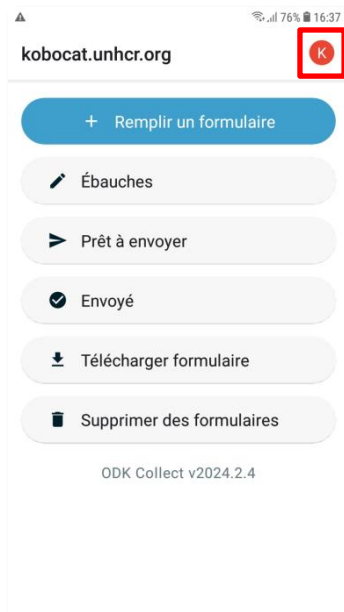 76% 16:37
kobocat.unhcr.org
K
+ Remplir un formulaire
Ébauches
Prêt à envoyer
Envoyé
Télécharger formulaire
Supprimer des formulaires
ODK Collect v2024.2.4